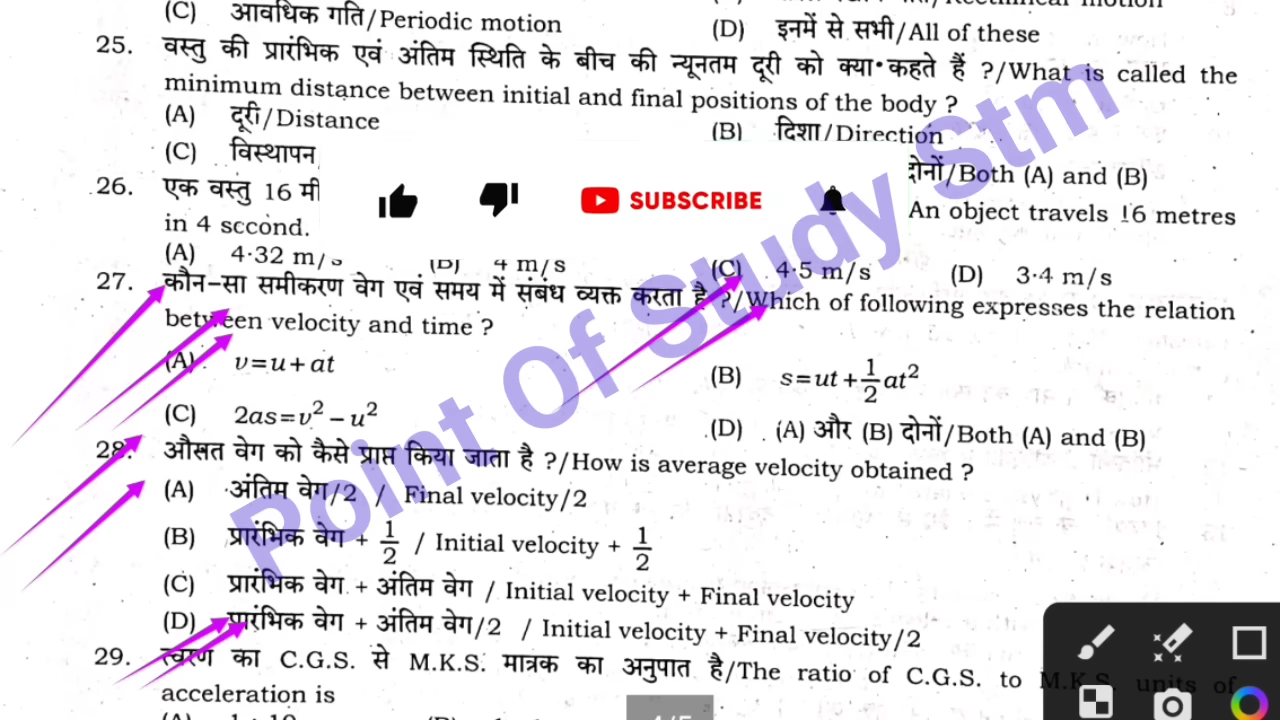 (C) आवधिक गति/Periodic motion
(D) इनमें से सभी/All of these
25. वस्तु की प्रारंभिक एवं अंतिम स्थिति के बीच की न्यूनतम दूरी को क्या कहते हैं ?/What is called the
minimum distance between initial and final positions of the body ?
(A) दूरी/Distance
(B) दिशा/Direction
(C) विस्थापन
दोनों/Both (A) and (B)
26. एक वस्तु 16 मी
An object travels 16 metres
SUBSCRIBE
in 4 sccond.
(A) 4·32 m/s (B) 4 m/s (C) 4·5 m/s (D) 3·4 m/s
27. कौन-सा समीकरण वेग एवं समय में संबंध व्यक्त करता है ?/Which of following expresses the relation
between velocity and time ?
(A) v=u+at
(B) s=ut+1/2 at²
(C) 2as=v²−u²
(D) (A) और (B) दोनों/Both (A) and (B)
28. औसत वेग को कैसे प्राप्त किया जाता है ?/How is average velocity obtained ?
(A) अंतिम वेग/2 / Final velocity/2
(B) प्रारंभिक वेग + 1/2 / Initial velocity + 1/2
(C) प्रारंभिक वेग + अंतिम वेग / Initial velocity + Final velocity
(D) प्रारंभिक वेग + अंतिम वेग/2 / Initial velocity + Final velocity/2
29. त्वरण का C.G.S. से M.K.S. मात्रक का अनुपात है/The ratio of C.G.S. to M.K.S. units of
acceleration is
Point Of Study Stm